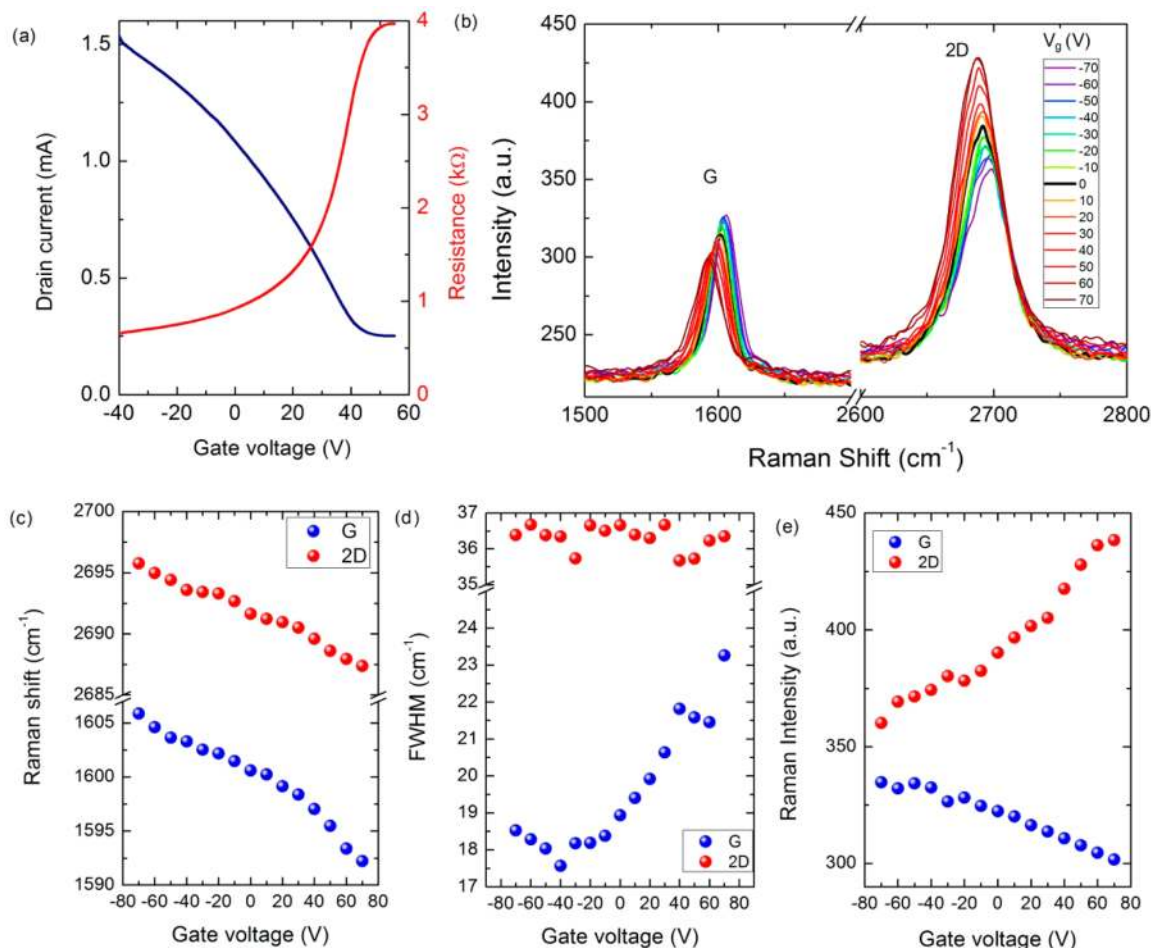 (a)
1.5
1.0
0.5
0.0
Drain current (mA)
-40
-20
0
20
40
60
Gate voltage (V)
4
3
2
1
0
Resistance (kΩ)
(b)
450
400
350
300
250
Intensity (a.u.)
G
2D
V_g (V)
-70
-60
-50
-40
-30
-20
-10
0
10
20
30
40
50
60
70
1500
1600
2600
2700
2800
Raman Shift (cm⁻¹)
(c)
2700
2695
2690
2685
1605
1600
1595
1590
Raman shift (cm⁻¹)
G
2D
-80 -60 -40 -20 0 20 40 60 80
Gate voltage (V)
(d)
37
36
35
24
23
22
21
20
19
18
17
FWHM (cm⁻¹)
G
2D
-80 -60 -40 -20 0 20 40 60 80
Gate voltage (V)
(e)
450
400
350
300
Raman Intensity (a.u.)
G
2D
-80 -60 -40 -20 0 20 40 60 80
Gate voltage (V)